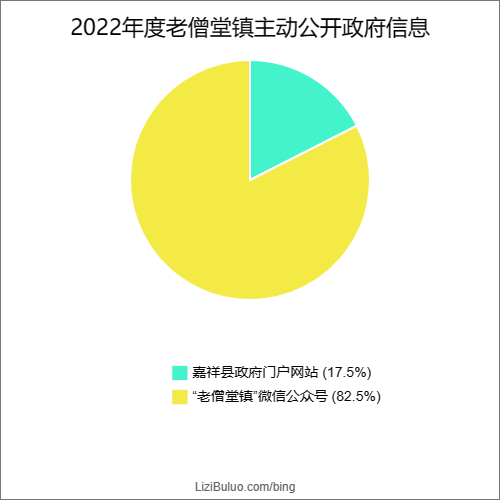 2022年度老僧堂镇主动公开政府信息
嘉祥县政府门户网站 (17.5%)
“老僧堂镇”微信公众号 (82.5%)
LiziBuluo.com/bing